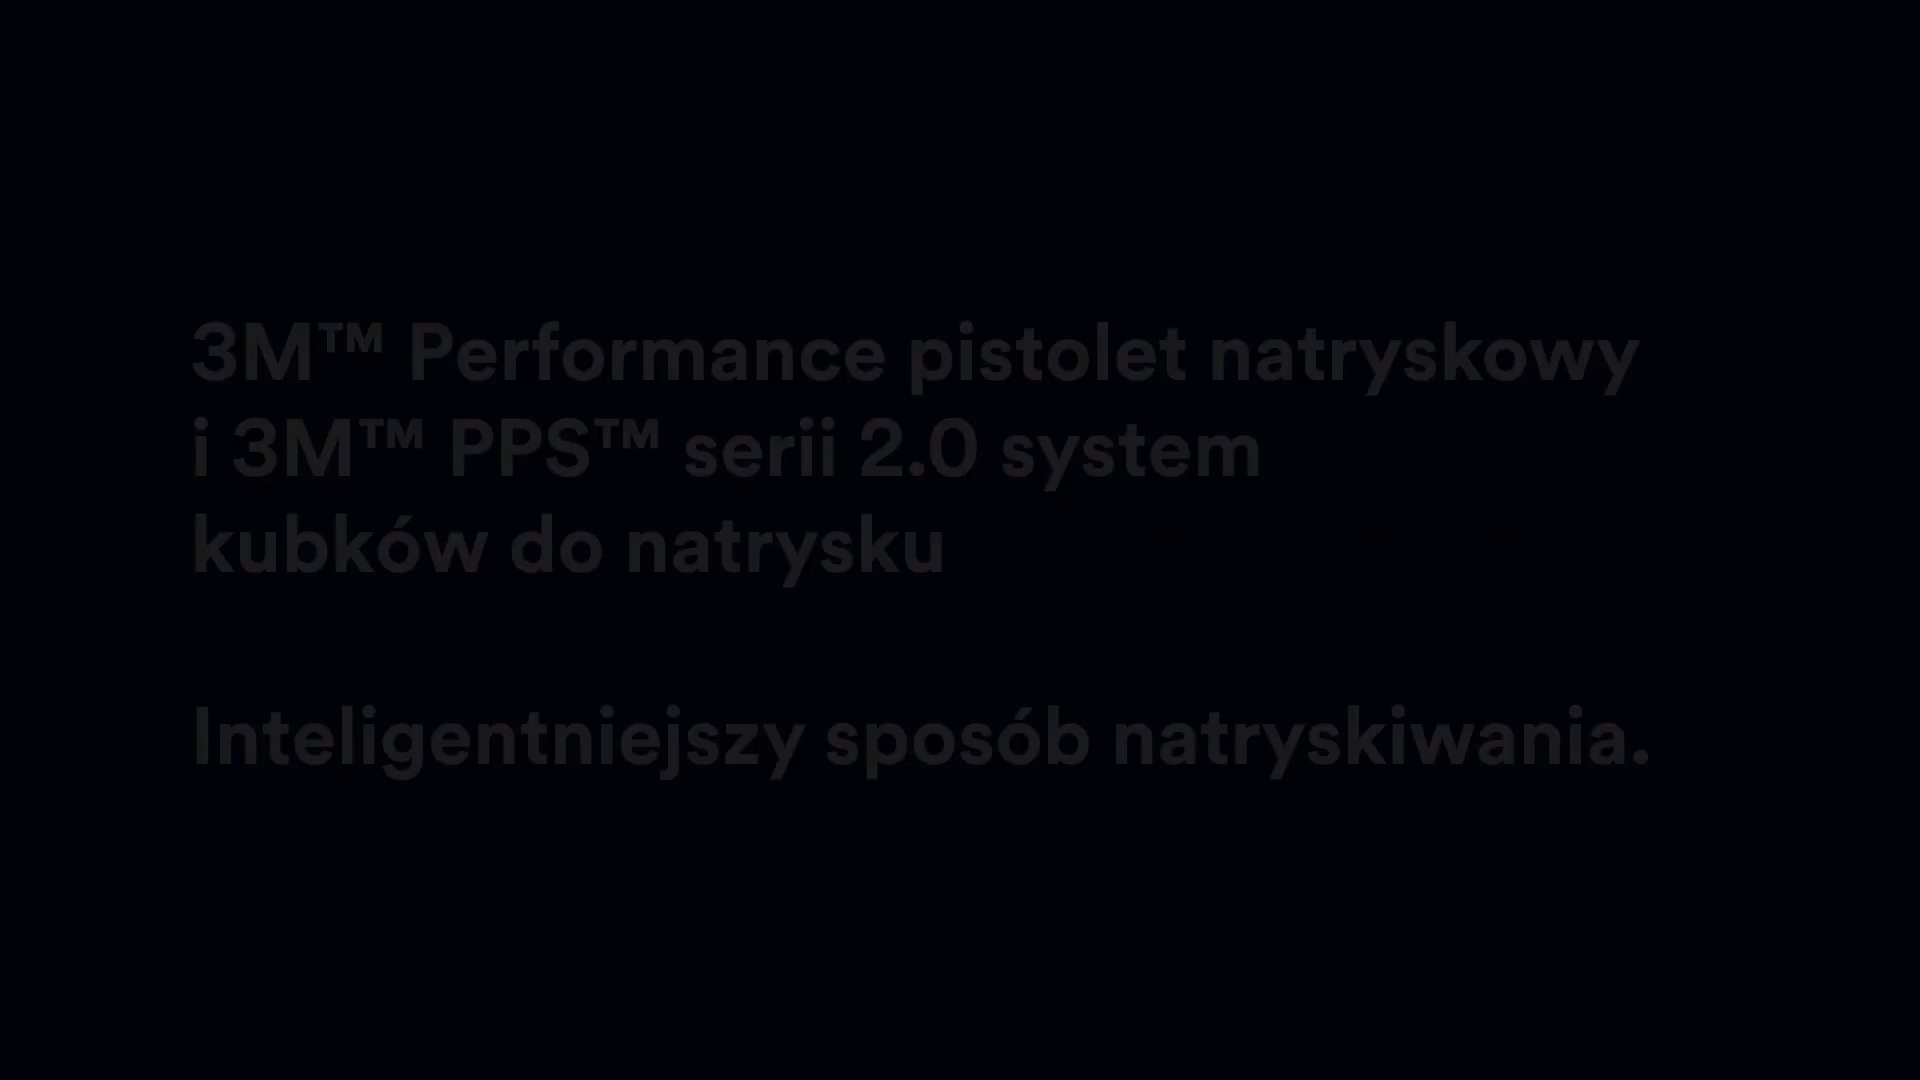 3M™ Performance pistolet natryskowy
i 3M™ PPS™ serii 2.0 system
kubków do natrysku
Inteligentniejszy sposób natryskiwania.